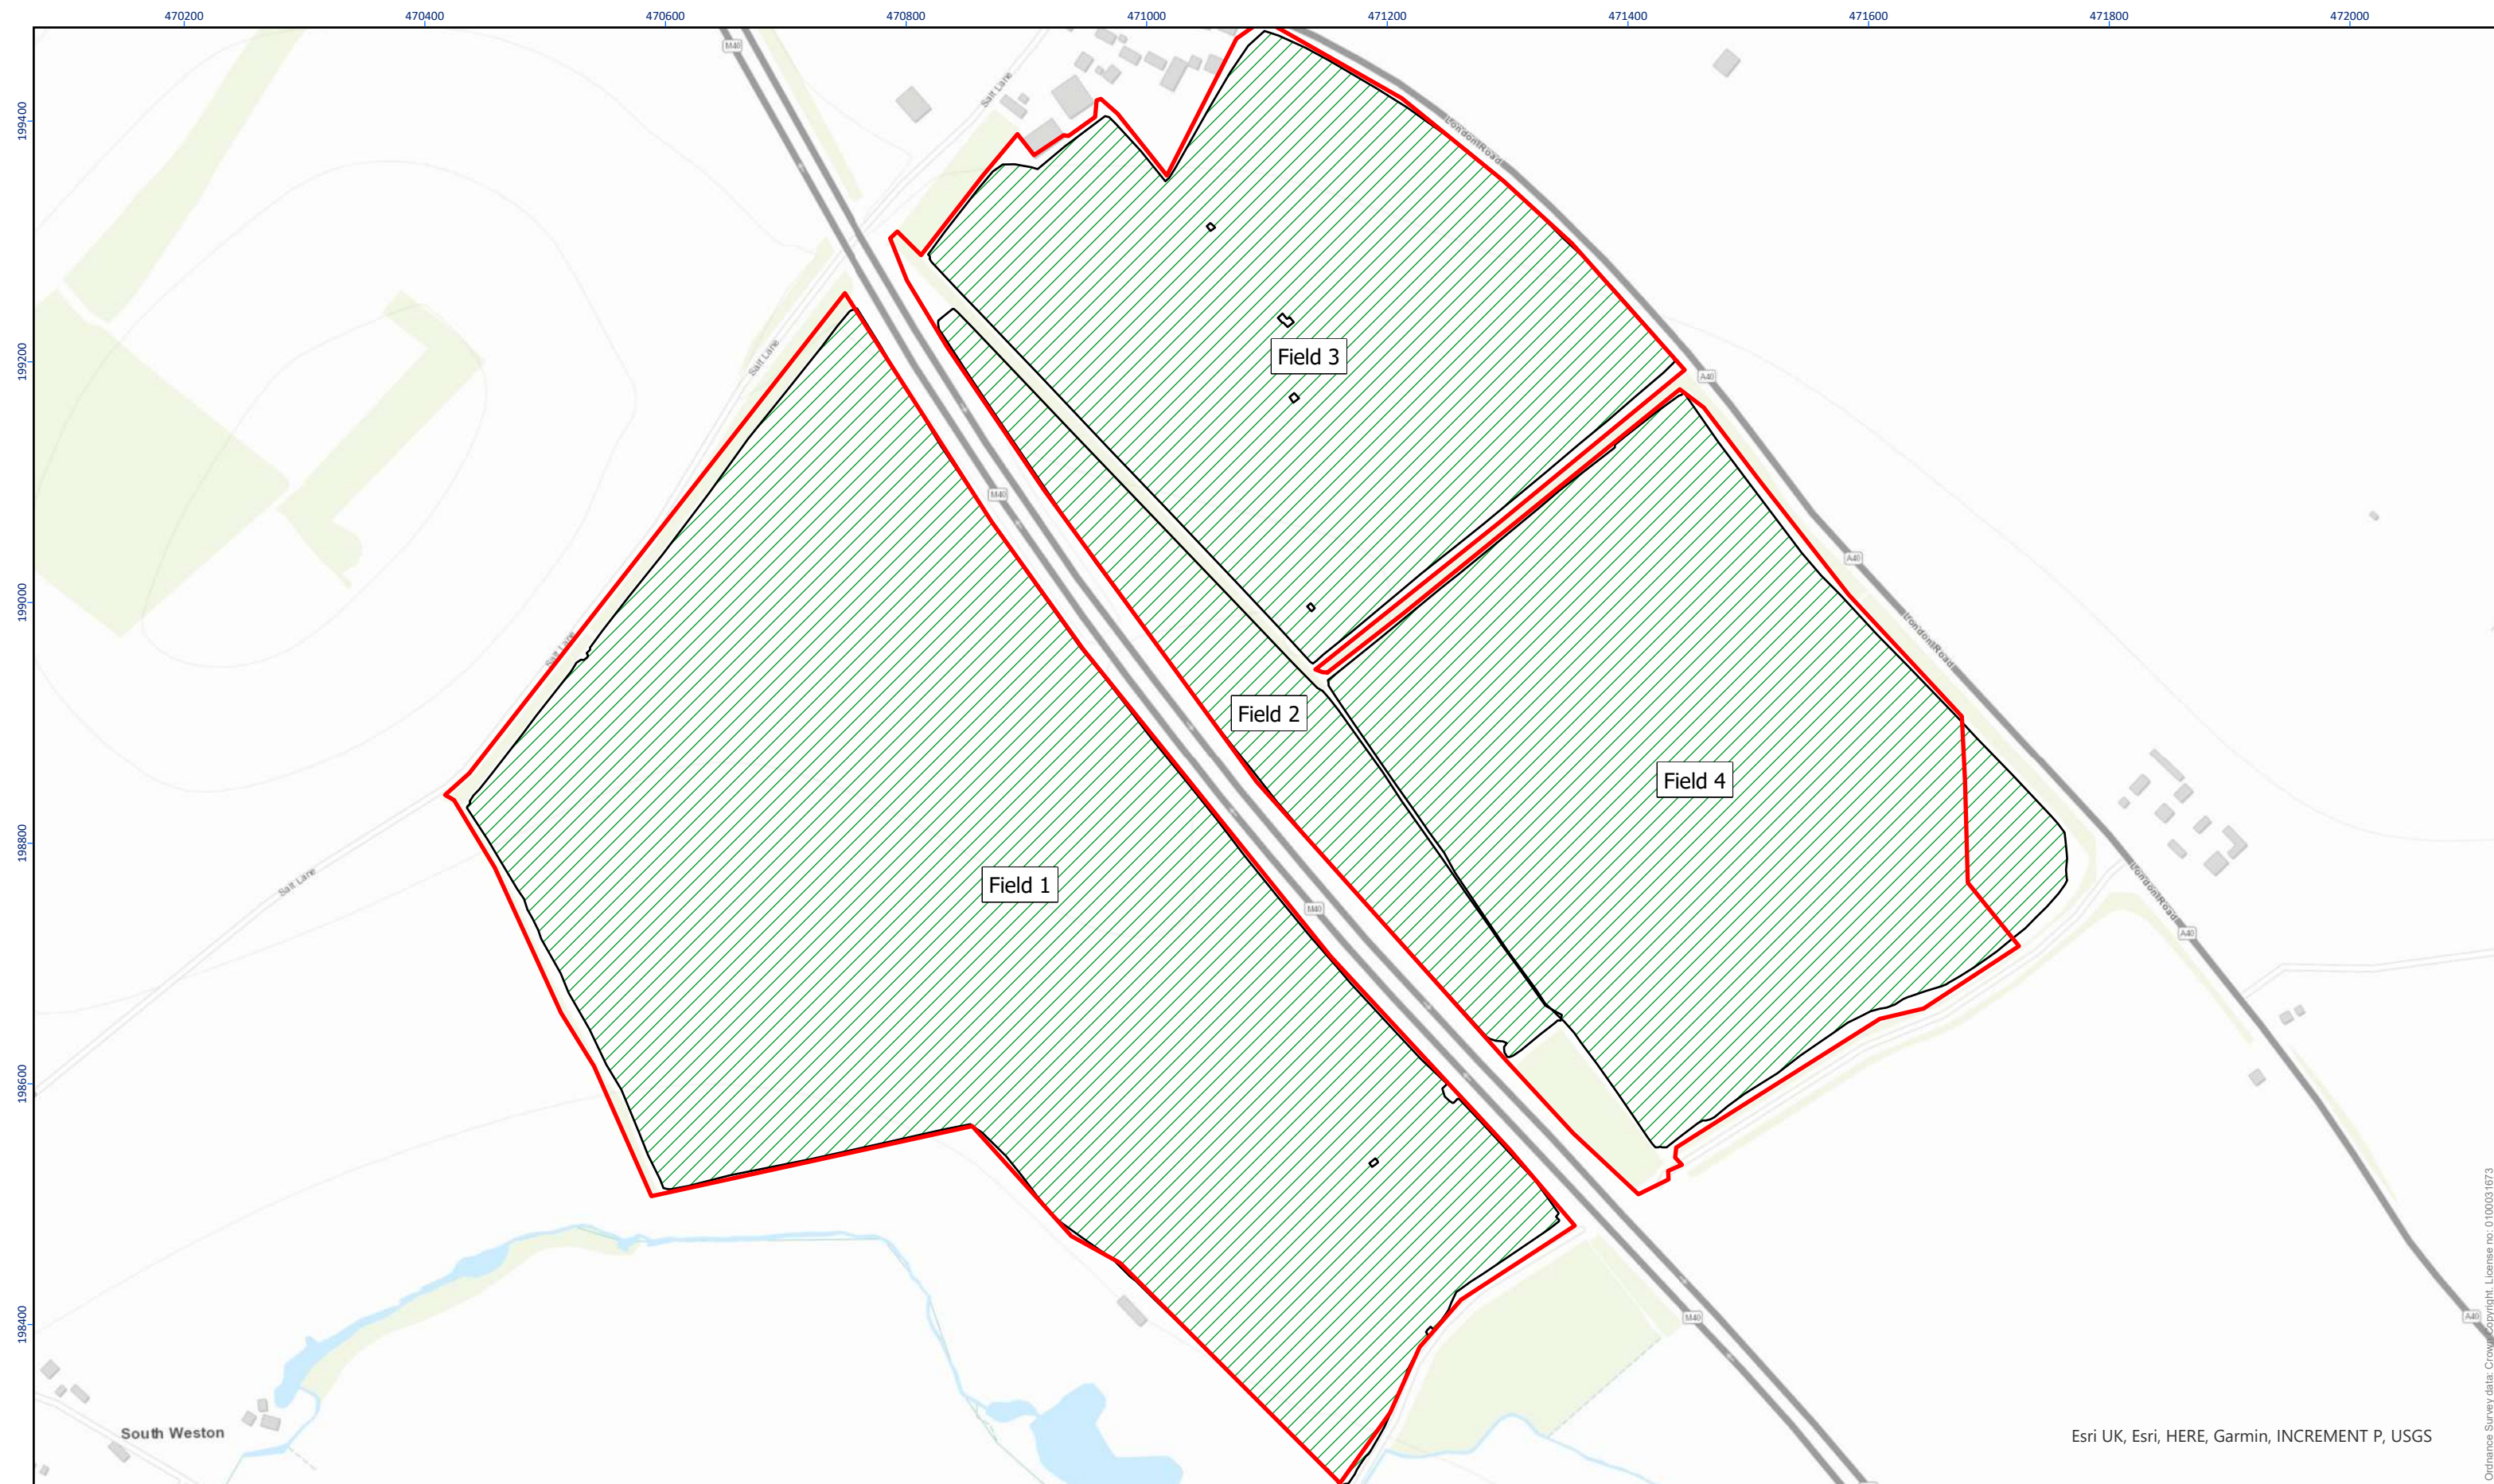 470200 470400 470600 470800 471000 471200 471400 471600 471800 472000
M40
199400
Salt Lane
London Road
199200
Salt Lane
Field 3
A40
M40
199000
A40
Salt Lane
London Road
Field 2
Field 4
198800
Salt Lane
Field 1
M40
London Road
A40
198600
198400
M40
A40
South Weston
Esri UK, Esri, HERE, Garmin, INCREMENT P, USGS
Ordnance Survey data: Crown Copyright. License no: 0100031673